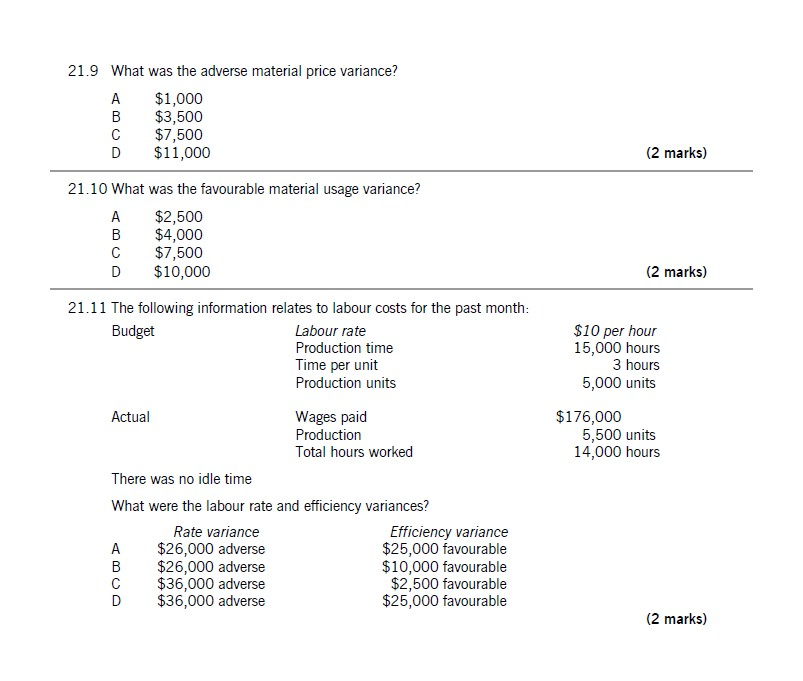 21.9 What was the adverse material price variance?
A $1,000
B $3,500
C $7,500
D $11,000 (2 marks)
21.10 What was the favourable material usage variance?
A $2,500
B $4,000
C $7,500
D $10,000 (2 marks)
21.11 The following information relates to labour costs for the past month:
Budget Labour rate $10 per hour
Production time 15,000 hours
Time per unit 3 hours
Production units 5,000 units
Actual Wages paid $176,000
Production 5,500 units
Total hours worked 14,000 hours
There was no idle time
What were the labour rate and efficiency variances?
Rate variance Efficiency variance
A $26,000 adverse $25,000 favourable
B $26,000 adverse $10,000 favourable
C $36,000 adverse $2,500 favourable
D $36,000 adverse $25,000 favourable
(2 marks)